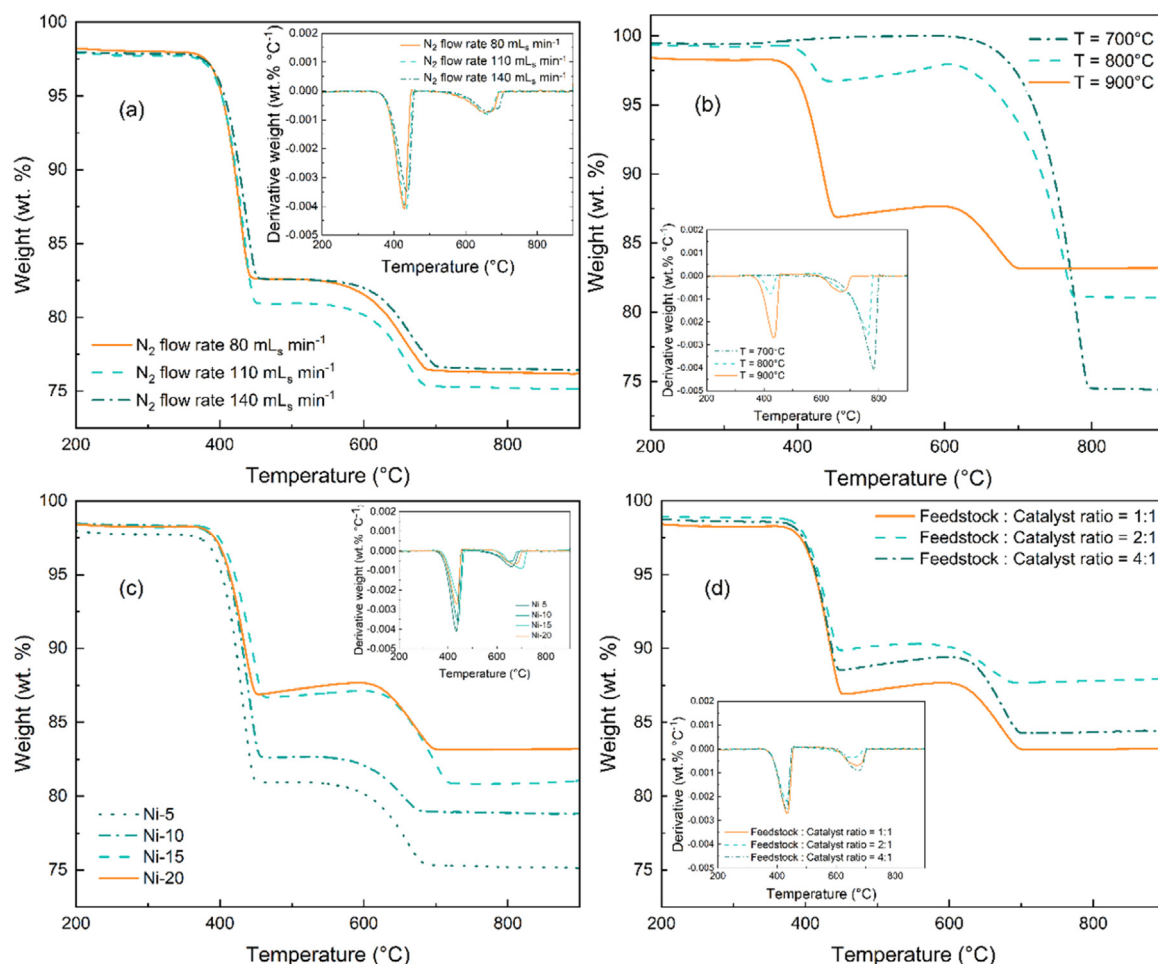 (a)
Weight (wt. %)
100
95
90
85
80
75
200 400 600 800
Temperature (°C)
N₂ flow rate 80 mLₛ min⁻¹
N₂ flow rate 110 mLₛ min⁻¹
N₂ flow rate 140 mLₛ min⁻¹
Derivative weight (wt.% °C⁻¹)
0.002
0.001
0.000
-0.001
-0.002
-0.003
-0.004
-0.005
200 400 600 800
Temperature (°C)
N₂ flow rate 80 mLₛ min⁻¹
N₂ flow rate 110 mLₛ min⁻¹
N₂ flow rate 140 mLₛ min⁻¹
(b)
Weight (wt. %)
100
95
90
85
80
75
200 400 600 800
Temperature (°C)
T = 700°C
T = 800°C
T = 900°C
Derivative weight (wt.% °C⁻¹)
0.002
0.001
0.000
-0.001
-0.002
-0.003
-0.004
-0.005
200 400 600 800
Temperature (°C)
T = 700°C
T = 800°C
T = 900°C
(c)
Weight (wt. %)
100
95
90
85
80
75
200 400 600 800
Temperature (°C)
Ni-5
Ni-10
Ni-15
Ni-20
Derivative weight (wt.% °C⁻¹)
0.002
0.001
0.000
-0.001
-0.002
-0.003
-0.004
-0.005
200 400 600 800
Temperature (°C)
Ni-5
Ni-10
Ni-15
Ni-20
(d)
Weight (wt. %)
100
95
90
85
80
75
200 400 600 800
Temperature (°C)
Feedstock : Catalyst ratio = 1:1
Feedstock : Catalyst ratio = 2:1
Feedstock : Catalyst ratio = 4:1
Derivative weight (wt.% °C⁻¹)
0.002
0.001
0.000
-0.001
-0.002
-0.003
-0.004
-0.005
200 400 600 800
Temperature (°C)
Feedstock : Catalyst ratio = 1:1
Feedstock : Catalyst ratio = 2:1
Feedstock : Catalyst ratio = 4:1